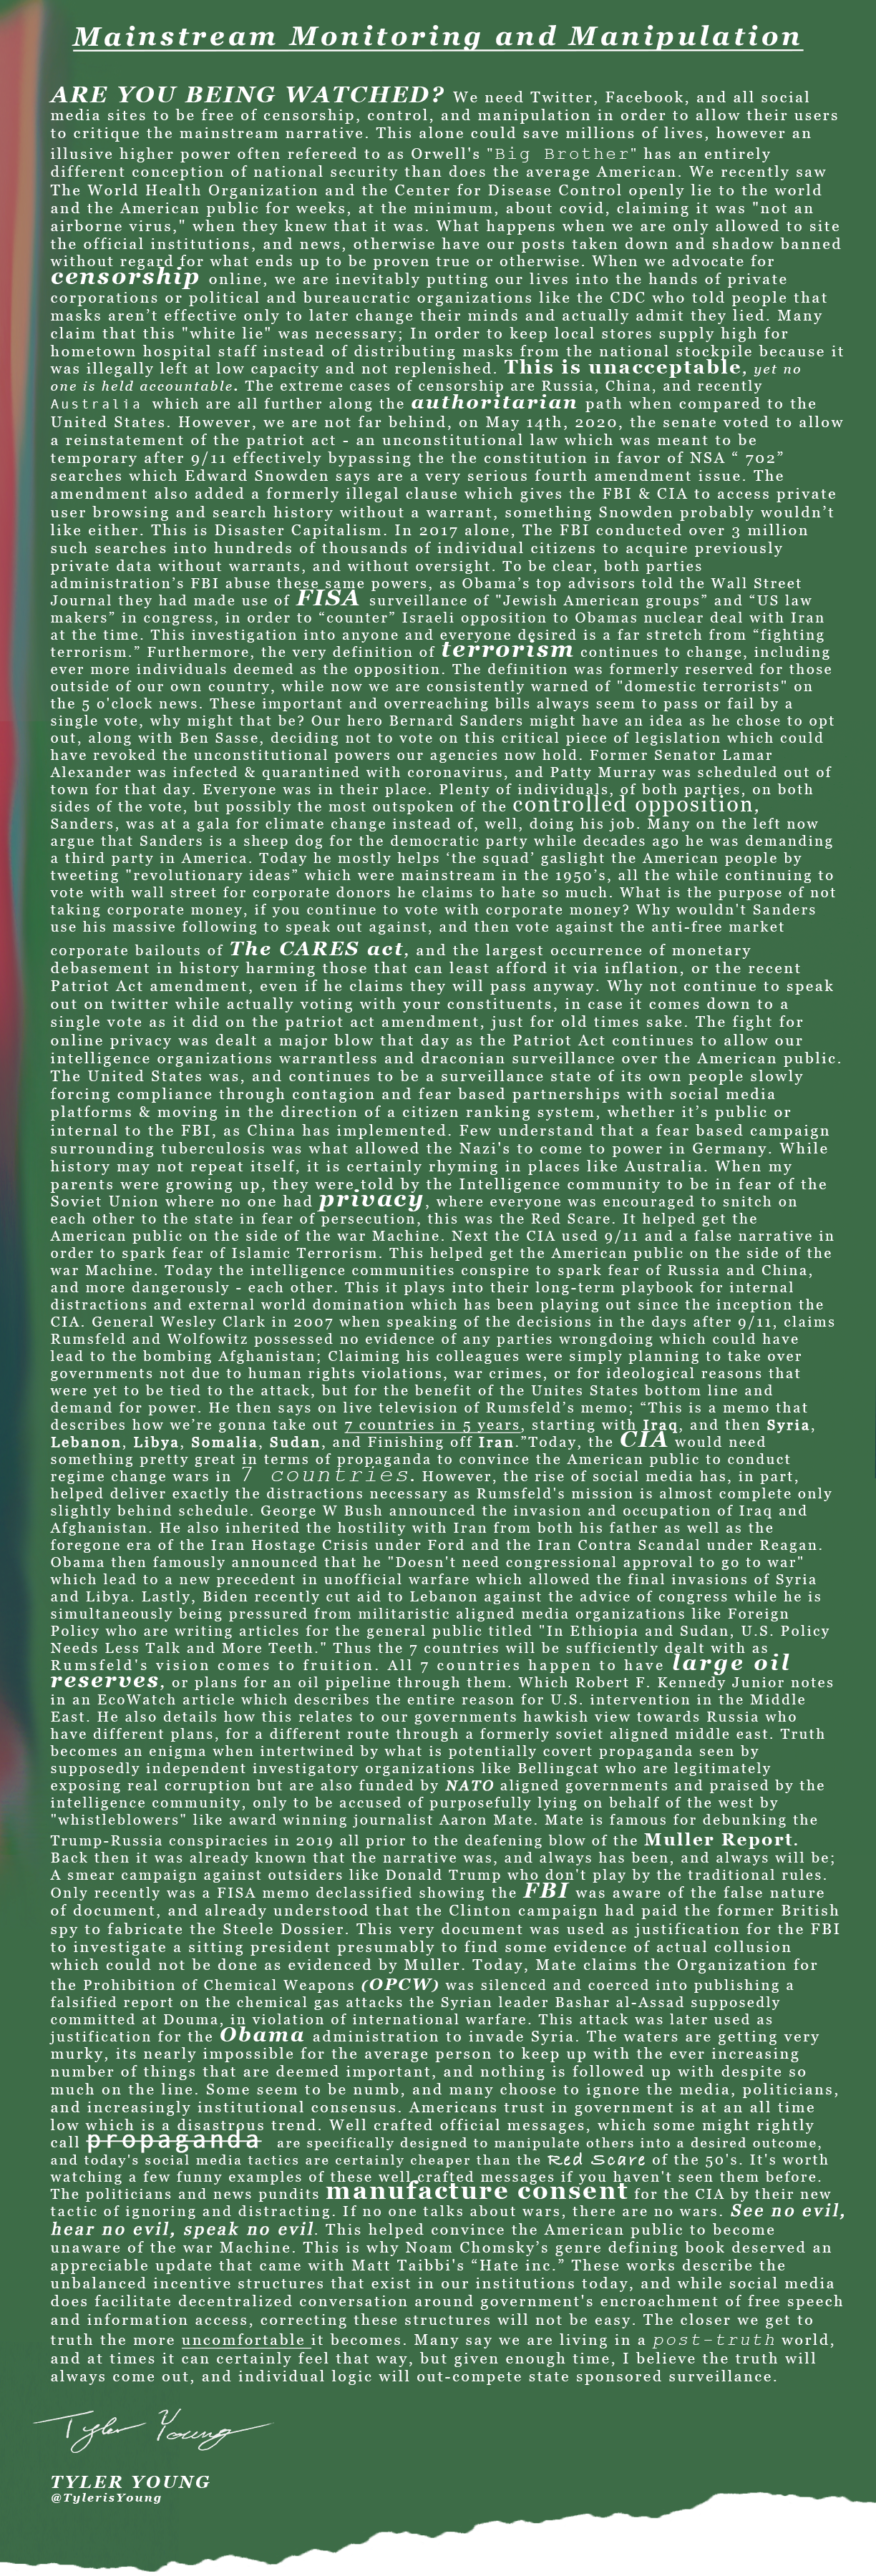 Mainstream Monitoring and Manipulation
ARE YOU BEING WATCHED? We need Twitter, Facebook, and all social
media sites to be free of censorship, control, and manipulation in order to allow their users
to critique the mainstream narrative. This alone could save millions of lives, however an
illusive higher power often refereed to as Orwell's "Big Brother" has an entirely
different conception of national security than does the average American. We recently saw
The World Health Organization and the Center for Disease Control openly lie to the world
and the American public for weeks, at the minimum, about covid, claiming it was "not an
airborne virus," when they knew that it was. What happens when we are only allowed to site
the official institutions, and news, otherwise have our posts taken down and shadow banned
without regard for what ends up to be proven true or otherwise. When we advocate for
censorship online, we are inevitably putting our lives into the hands of private
corporations or political and bureaucratic organizations like the CDC who told people that
masks aren’t effective only to later change their minds and actually admit they lied. Many
claim that this "white lie" was necessary; In order to keep local stores supply high for
hometown hospital staff instead of distributing masks from the national stockpile because it
was illegally left at low capacity and not replenished. This is unacceptable, yet no
one is held accountable. The extreme cases of censorship are Russia, China, and recently
Australia which are all further along the authoritarian path when compared to the
United States. However, we are not far behind, on May 14th, 2020, the senate voted to allow
a reinstatement of the patriot act - an unconstitutional law which was meant to be
temporary after 9/11 effectively bypassing the the constitution in favor of NSA “ 702”
searches which Edward Snowden says are a very serious fourth amendment issue. The
amendment also added a formerly illegal clause which gives the FBI & CIA to access private
user browsing and search history without a warrant, something Snowden probably wouldn’t
like either. This is Disaster Capitalism. In 2017 alone, The FBI conducted over 3 million
such searches into hundreds of thousands of individual citizens to acquire previously
private data without warrants, and without oversight. To be clear, both parties
administration’s FBI abuse these same powers, as Obama’s top advisors told the Wall Street
Journal they had made use of FISA surveillance of "Jewish American groups” and “US law
makers” in congress, in order to “counter” Israeli opposition to Obamas nuclear deal with Iran
at the time. This investigation into anyone and everyone desired is a far stretch from “fighting
terrorism.” Furthermore, the very definition of terrorism continues to change, including
ever more individuals deemed as the opposition. The definition was formerly reserved for those
outside of our own country, while now we are consistently warned of "domestic terrorists" on
the 5 o'clock news. These important and overreaching bills always seem to pass or fail by a
single vote, why might that be? Our hero Bernard Sanders might have an idea as he chose to opt
out, along with Ben Sasse, deciding not to vote on this critical piece of legislation which could
have revoked the unconstitutional powers our agencies now hold. Former Senator Lamar
Alexander was infected & quarantined with coronavirus, and Patty Murray was scheduled out of
town for that day. Everyone was in their place. Plenty of individuals, of both parties, on both
sides of the vote, but possibly the most outspoken of the controlled opposition,
Sanders, was at a gala for climate change instead of, well, doing his job. Many on the left now
argue that Sanders is a sheep dog for the democratic party while decades ago he was demanding
a third party in America. Today he mostly helps ‘the squad’ gaslight the American people by
tweeting "revolutionary ideas” which were mainstream in the 1950’s, all the while continuing to
vote with wall street for corporate donors he claims to hate so much. What is the purpose of not
taking corporate money, if you continue to vote with corporate money? Why wouldn't Sanders
use his massive following to speak out against, and then vote against the anti-free market
corporate bailouts of The CARES act, and the largest occurrence of monetary
debasement in history harming those that can least afford it via inflation, or the recent
Patriot Act amendment, even if he claims they will pass anyway. Why not continue to speak
out on twitter while actually voting with your constituents, in case it comes down to a
single vote as it did on the patriot act amendment, just for old times sake. The fight for
online privacy was dealt a major blow that day as the Patriot Act continues to allow our
intelligence organizations warrantless and draconian surveillance over the American public.
The United States was, and continues to be a surveillance state of its own people slowly
forcing compliance through contagion and fear based partnerships with social media
platforms & moving in the direction of a citizen ranking system, whether it’s public or
internal to the FBI, as China has implemented. Few understand that a fear based campaign
surrounding tuberculosis was what allowed the Nazi's to come to power in Germany. While
history may not repeat itself, it is certainly rhyming in places like Australia. When my
parents were growing up, they were told by the Intelligence community to be in fear of the
Soviet Union where no one had privacy, where everyone was encouraged to snitch on
each other to the state in fear of persecution, this was the Red Scare. It helped get the
American public on the side of the war Machine. Next the CIA used 9/11 and a false narrative in
order to spark fear of Islamic Terrorism. This helped get the American public on the side of the
war Machine. Today the intelligence communities conspire to spark fear of Russia and China,
and more dangerously - each other. This it plays into their long-term playbook for internal
distractions and external world domination which has been playing out since the inception the
CIA. General Wesley Clark in 2007 when speaking of the decisions in the days after 9/11, claims
Rumsfeld and Wolfowitz possessed no evidence of any parties wrongdoing which could have
lead to the bombing Afghanistan; Claiming his colleagues were simply planning to take over
governments not due to human rights violations, war crimes, or for ideological reasons that
were yet to be tied to the attack, but for the benefit of the Unites States bottom line and
demand for power. He then says on live television of Rumsfeld’s memo; “This is a memo that
describes how we’re gonna take out 7 countries in 5 years, starting with Iraq, and then Syria,
Lebanon, Libya, Somalia, Sudan, and Finishing off Iran.”Today, the CIA would need
something pretty great in terms of propaganda to convince the American public to conduct
regime change wars in 7 countries. However, the rise of social media has, in part,
helped deliver exactly the distractions necessary as Rumsfeld's mission is almost complete only
slightly behind schedule. George W Bush announced the invasion and occupation of Iraq and
Afghanistan. He also inherited the hostility with Iran from both his father as well as the
foregone era of the Iran Hostage Crisis under Ford and the Iran Contra Scandal under Reagan.
Obama then famously announced that he "Doesn't need congressional approval to go to war"
which lead to a new precedent in unofficial warfare which allowed the final invasions of Syria
and Libya. Lastly, Biden recently cut aid to Lebanon against the advice of congress while he is
simultaneously being pressured from militaristic aligned media organizations like Foreign
Policy who are writing articles for the general public titled "In Ethiopia and Sudan, U.S. Policy
Needs Less Talk and More Teeth." Thus the 7 countries will be sufficiently dealt with as
Rumsfeld's vision comes to fruition. All 7 countries happen to have large oil
reserves, or plans for an oil pipeline through them. Which Robert F. Kennedy Junior notes
in an EcoWatch article which describes the entire reason for U.S. intervention in the Middle
East. He also details how this relates to our governments hawkish view towards Russia who
have different plans, for a different route through a formerly soviet aligned middle east. Truth
becomes an enigma when intertwined by what is potentially covert propaganda seen by
supposedly independent investigatory organizations like Bellingcat who are legitimately
exposing real corruption but are also funded by NATO aligned governments and praised by the
intelligence community, only to be accused of purposefully lying on behalf of the west by
"whistleblowers" like award winning journalist Aaron Mate. Mate is famous for debunking the
Trump-Russia conspiracies in 2019 all prior to the deafening blow of the Muller Report.
Back then it was already known that the narrative was, and always has been, and always will be;
A smear campaign against outsiders like Donald Trump who don't play by the traditional rules.
Only recently was a FISA memo declassified showing the FBI was aware of the false nature
of document, and already understood that the Clinton campaign had paid the former British
spy to fabricate the Steele Dossier. This very document was used as justification for the FBI
to investigate a sitting president presumably to find some evidence of actual collusion
which could not be done as evidenced by Muller. Today, Mate claims the Organization for
the Prohibition of Chemical Weapons (OPCW) was silenced and coerced into publishing a
falsified report on the chemical gas attacks the Syrian leader Bashar al-Assad supposedly
committed at Douma, in violation of international warfare. This attack was later used as
justification for the Obama administration to invade Syria. The waters are getting very
murky, its nearly impossible for the average person to keep up with the ever increasing
number of things that are deemed important, and nothing is followed up with despite so
much on the line. Some seem to be numb, and many choose to ignore the media, politicians,
and increasingly institutional consensus. Americans trust in government is at an all time
low which is a disastrous trend. Well crafted official messages, which some might rightly
call propaganda are specifically designed to manipulate others into a desired outcome,
and today's social media tactics are certainly cheaper than the Red Scare of the 50's. It's worth
watching a few funny examples of these well crafted messages if you haven't seen them before.
The politicians and news pundits manufacture consent for the CIA by their new
tactic of ignoring and distracting. If no one talks about wars, there are no wars. See no evil,
hear no evil, speak no evil. This helped convince the American public to become
unaware of the war Machine. This is why Noam Chomsky’s genre defining book deserved an
appreciable update that came with Matt Taibbi's “Hate inc.” These works describe the
unbalanced incentive structures that exist in our institutions today, and while social media
does facilitate decentralized conversation around government's encroachment of free speech
and information access, correcting these structures will not be easy. The closer we get to
truth the more uncomfortable it becomes. Many say we are living in a post-truth world,
and at times it can certainly feel that way, but given enough time, I believe the truth will
always come out, and individual logic will out-compete state sponsored surveillance.
Tyler Young
TYLER YOUNG
@TylerisYoung